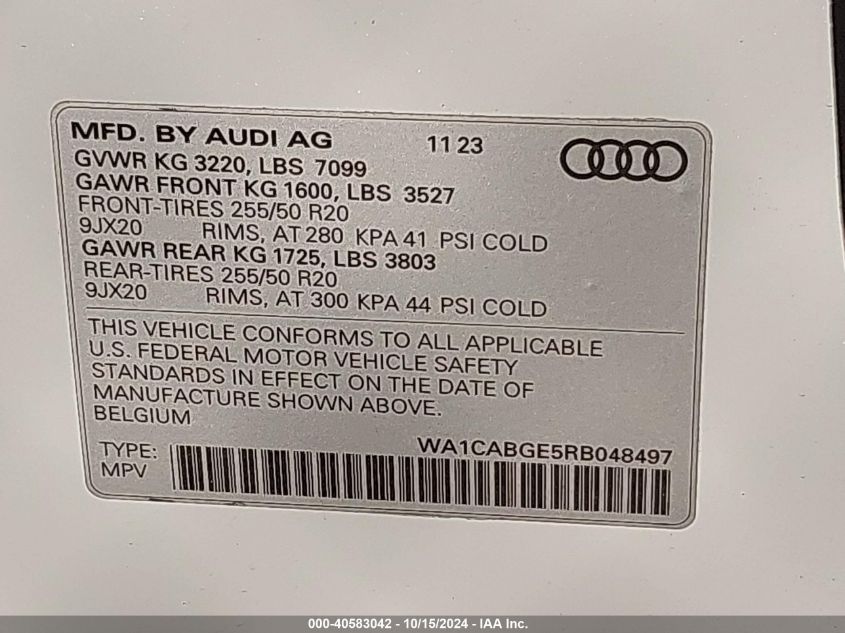 MFD. BY AUDI AG 11 23
GVWR KG 3220, LBS 7099
GAWR FRONT KG 1600, LBS 3527
FRONT-TIRES 255/50 R20
9JX20 RIMS, AT 280 KPA 41 PSI COLD
GAWR REAR KG 1725, LBS 3803
REAR-TIRES 255/50 R20
9JX20 RIMS, AT 300 KPA 44 PSI COLD
THIS VEHICLE CONFORMS TO ALL APPLICABLE
U.S. FEDERAL MOTOR VEHICLE SAFETY
STANDARDS IN EFFECT ON THE DATE OF
MANUFACTURE SHOWN ABOVE.
BELGIUM
WA1CABGE5RB048497
TYPE:
MPV
000-40583042 - 10/15/2024 - IAA Inc.